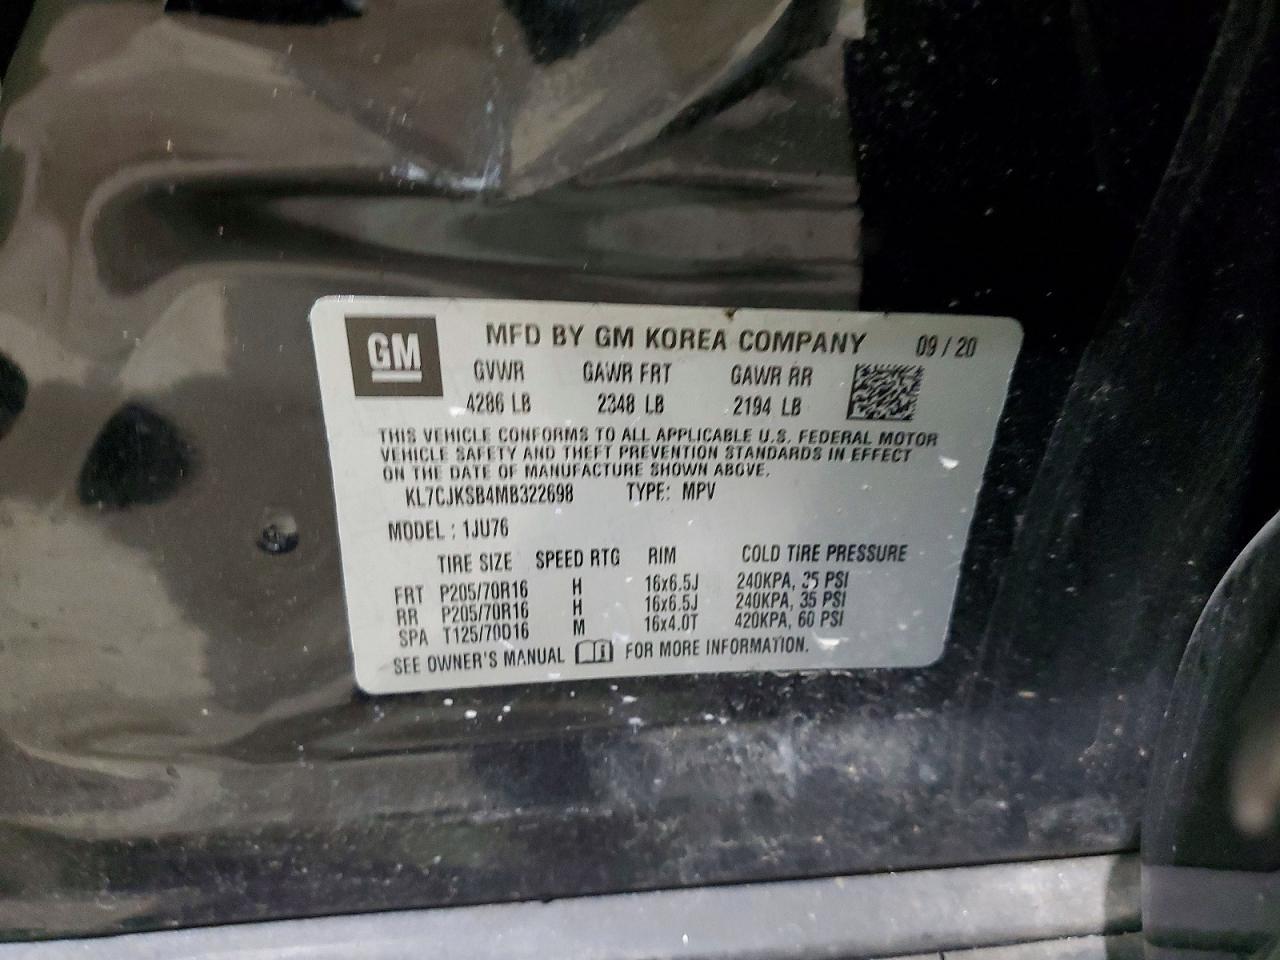 GM
MFD BY GM KOREA COMPANY 09 / 20
GVWR GAWR FRT GAWR RR
4286 LB 2348 LB 2194 LB
THIS VEHICLE CONFORMS TO ALL APPLICABLE U.S. FEDERAL MOTOR
VEHICLE SAFETY AND THEFT PREVENTION STANDARDS IN EFFECT
ON THE DATE OF MANUFACTURE SHOWN ABOVE.
KL7CJKSB4MB322698 TYPE: MPV
MODEL : 1JU76
TIRE SIZE SPEED RTG RIM COLD TIRE PRESSURE
FRT P205/70R16 H 16x6.5J 240KPA, 35 PSI
RR P205/70R16 H 16x6.5J 240KPA, 35 PSI
SPA T125/70D16 M 16x4.0T 420KPA, 60 PSI
SEE OWNER'S MANUAL FOR MORE INFORMATION.